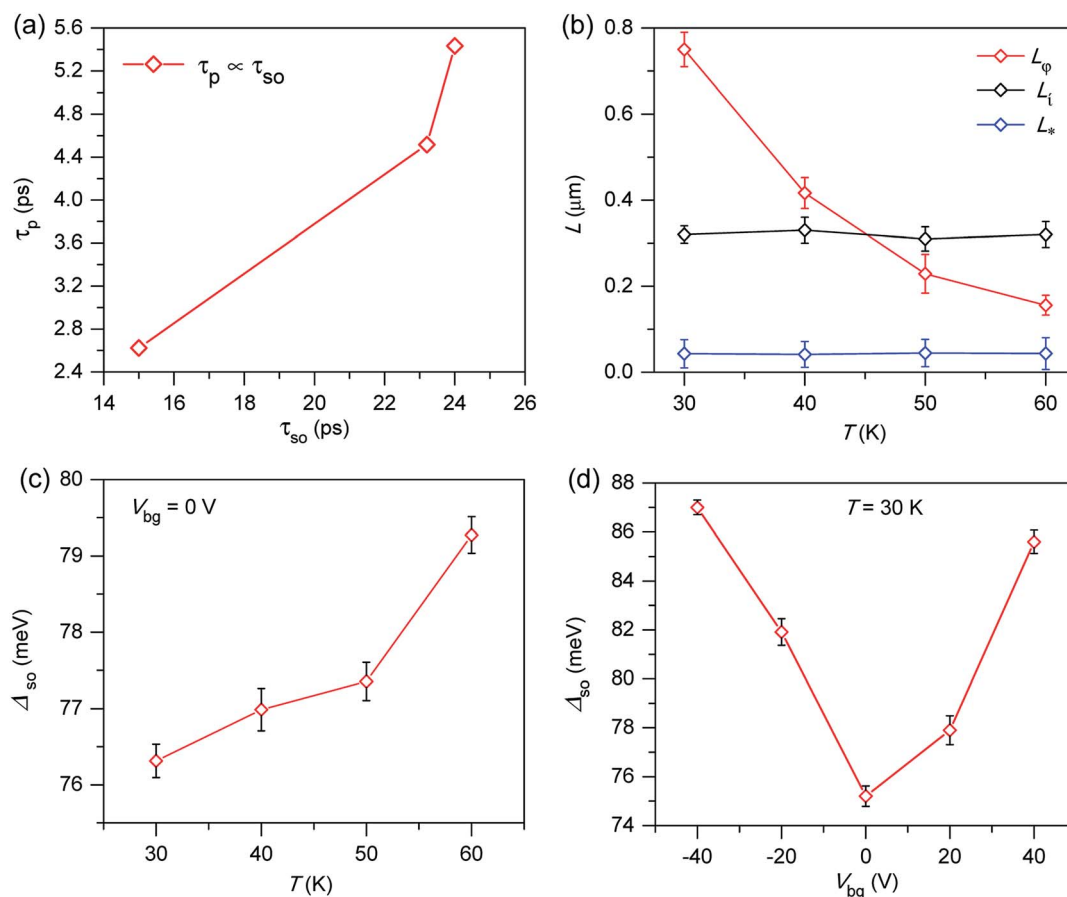 (a)
5.6
5.2
4.8
4.4
4.0
3.6
3.2
2.8
2.4
τp (ps)
τp ∝ τso
14 16 18 20 22 24 26
τso (ps)
(b)
0.8
0.6
0.4
0.2
0.0
L (μm)
Lφ
Lí
L*
30 40 50 60
T (K)
(c)
80
79
78
77
76
Δso (meV)
Vbg = 0 V
30 40 50 60
T (K)
(d)
88
86
84
82
80
78
76
74
Δso (meV)
T = 30 K
-40 -20 0 20 40
Vbg (V)